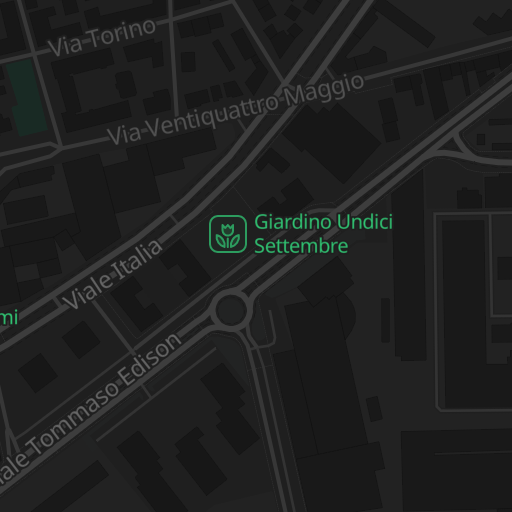 Via Torino
Via Ventiquattro Maggio
Giardino Undici
Settembre
Viale Italia
mi
ale Tommaso Edison